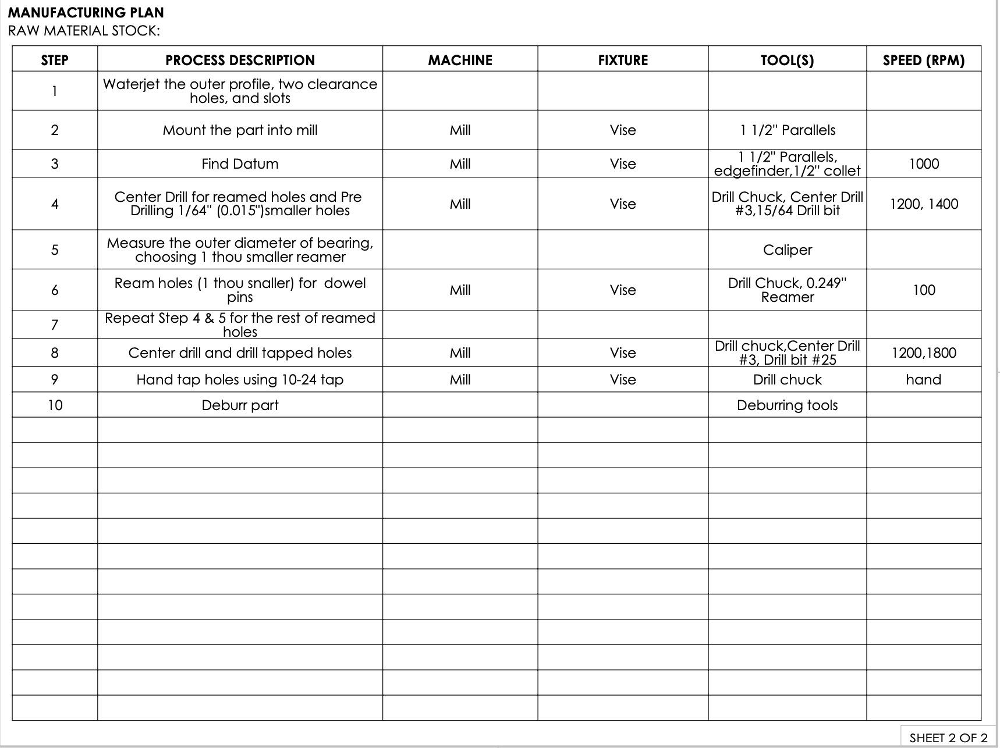 MANUFACTURING PLAN
RAW MATERIAL STOCK:
STEP PROCESS DESCRIPTION MACHINE FIXTURE TOOL(S) SPEED (RPM)
1 Waterjet the outer profile, two clearance
holes, and slots
2 Mount the part into mill Mill Vise 1 1/2" Parallels
3 Find Datum Mill Vise 1 1/2" Parallels,
edgefinder,1/2" collet 1000
4 Center Drill for reamed holes and Pre
Drilling 1/64" (0.015")smaller holes Mill Vise Drill Chuck, Center Drill
#3,15/64 Drill bit 1200, 1400
5 Measure the outer diameter of bearing,
choosing 1 thou smaller reamer Caliper
6 Ream holes (1 thou snaller) for  dowel
pins Mill Vise Drill Chuck, 0.249"
Reamer 100
7 Repeat Step 4 & 5 for the rest of reamed
holes
8 Center drill and drill tapped holes Mill Vise Drill chuck,Center Drill
#3, Drill bit #25 1200,1800
9 Hand tap holes using 10-24 tap Mill Vise Drill chuck hand
10 Deburr part Deburring tools
SHEET 2 OF 2